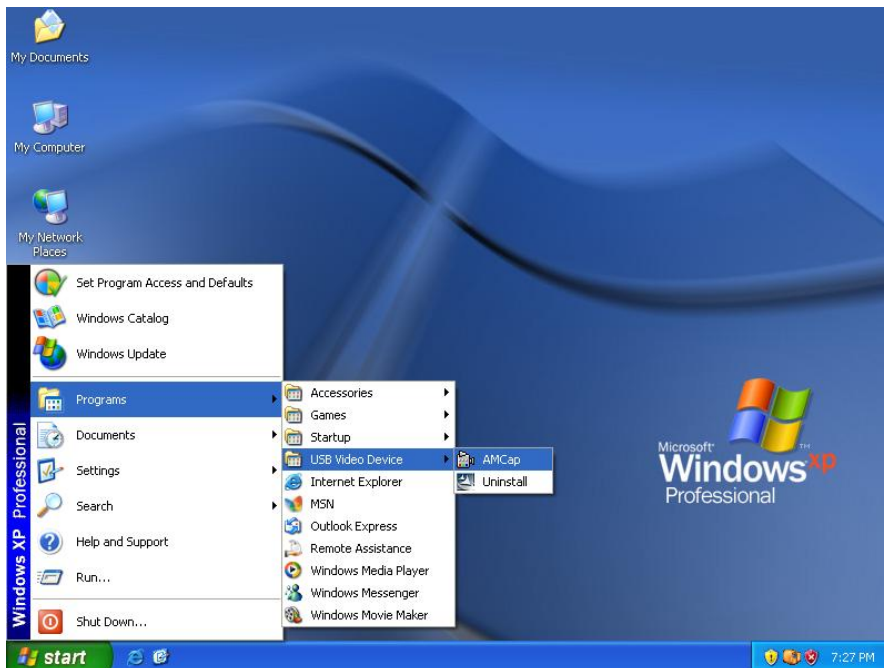 My Documents
My Computer
My Network
Places
Set Program Access and Defaults
Windows Catalog
Windows Update
Programs
Documents
Settings
Search
Help and Support
Run...
Shut Down...
Windows XP Professional
Accessories
Games
Startup
USB Video Device
Internet Explorer
MSN
Outlook Express
Remote Assistance
Windows Media Player
Windows Messenger
Windows Movie Maker
AMCap
Uninstall
Microsoft
Windows xp
TM
Professional
start
7:27 PM